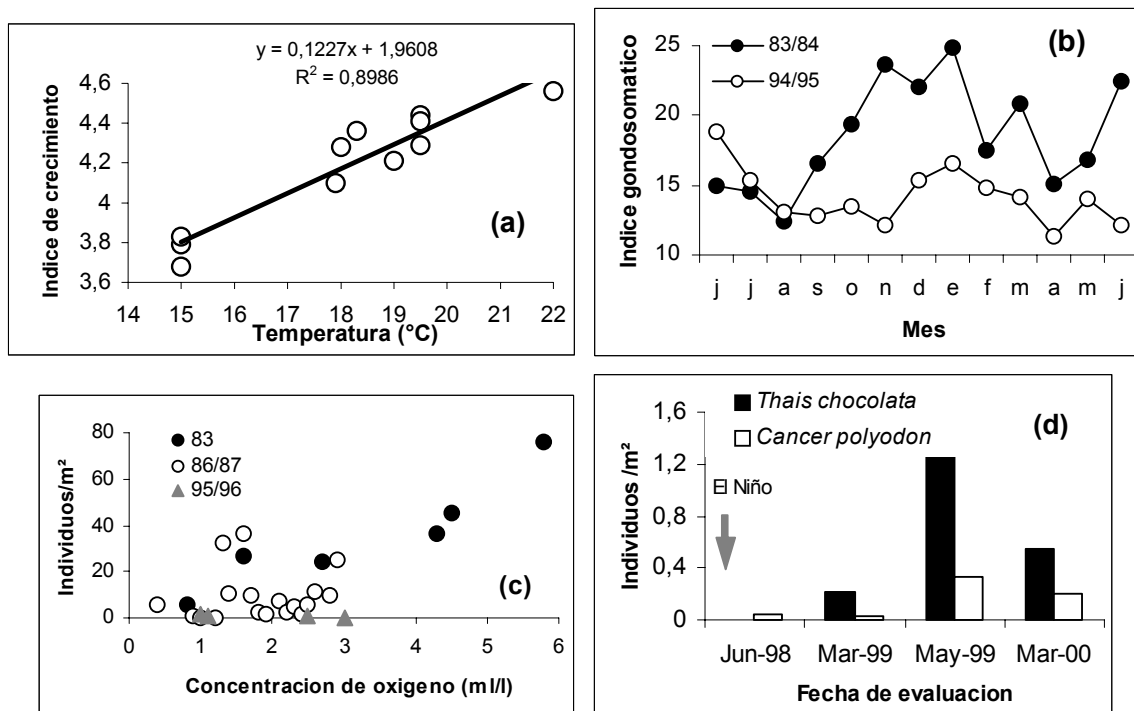 y = 0,1227x + 1,9608
R² = 0,8986
4,6
4,4
4,2
4
3,8
3,6
14 15 16 17 18 19 20 21 22
Indice de crecimiento
Temperatura (°C)
(a)
25
20
15
10
83/84
94/95
(b)
Indice gondosomatico
j j a s o n d e f m a m j
Mes
80
60
40
20
0
83
86/87
95/96
(c)
Individuos/m²
0 1 2 3 4 5 6
Concentracion de oxigeno (ml/l)
1,6
1,2
0,8
0,4
0
Thais chocolata
Cancer polyodon
(d)
El Niño
Individuos /m²
Jun-98 Mar-99 May-99 Mar-00
Fecha de evaluacion